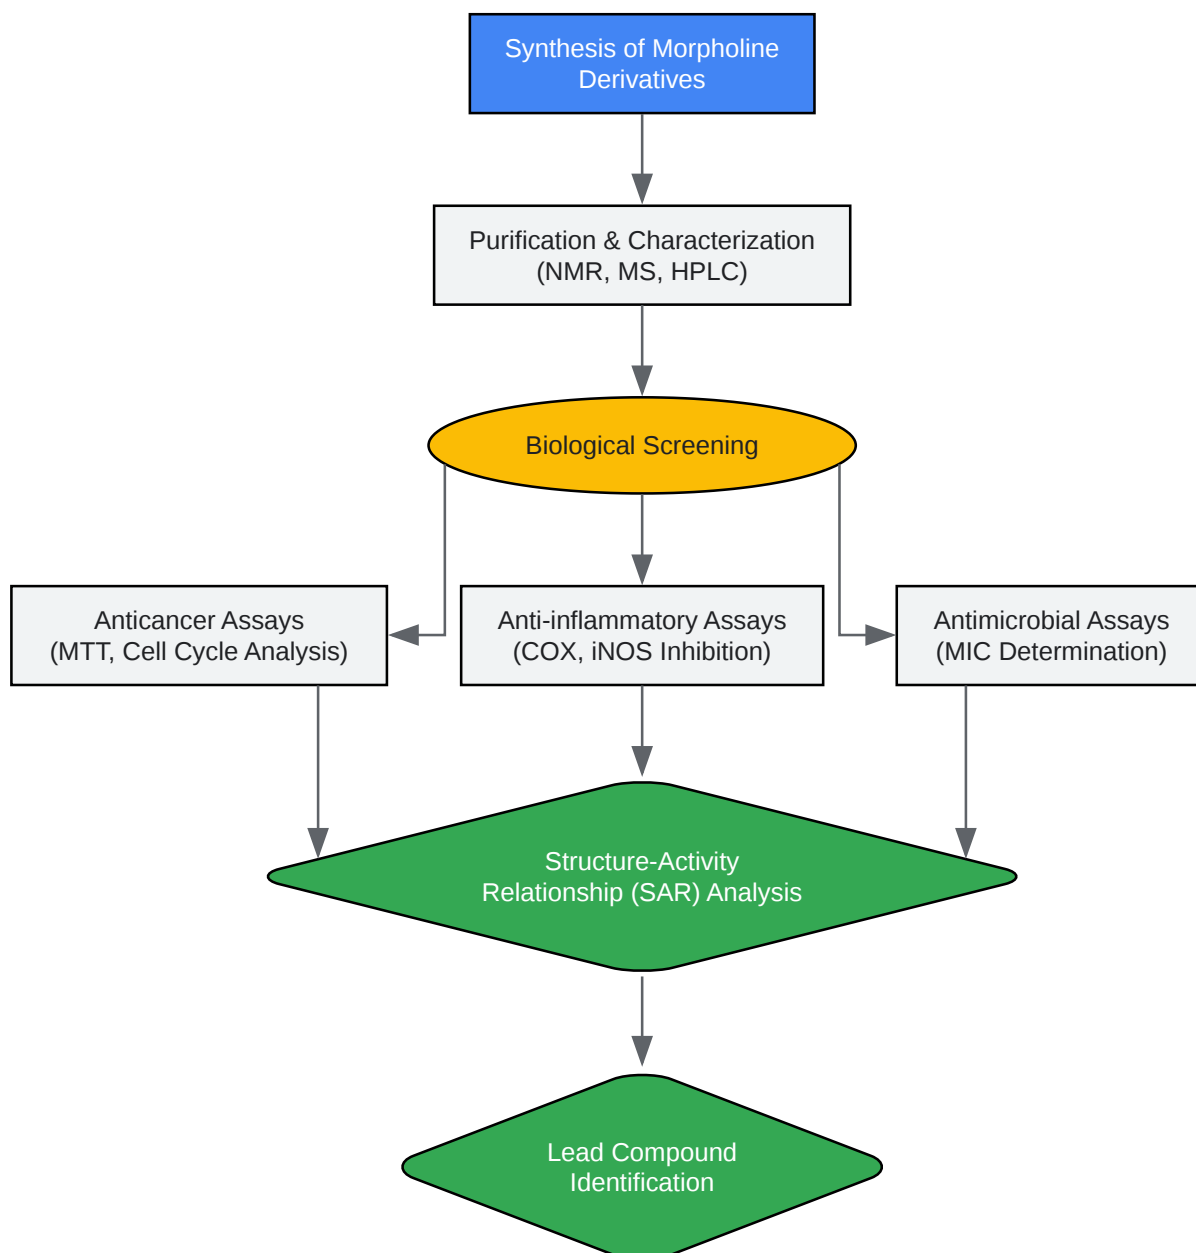 Synthesis of Morpholine
Derivatives
Purification & Characterization
(NMR, MS, HPLC)
Biological Screening
Anticancer Assays
(MTT, Cell Cycle Analysis)
Anti-inflammatory Assays
(COX, iNOS Inhibition)
Antimicrobial Assays
(MIC Determination)
Structure-Activity
Relationship (SAR) Analysis
Lead Compound
Identification